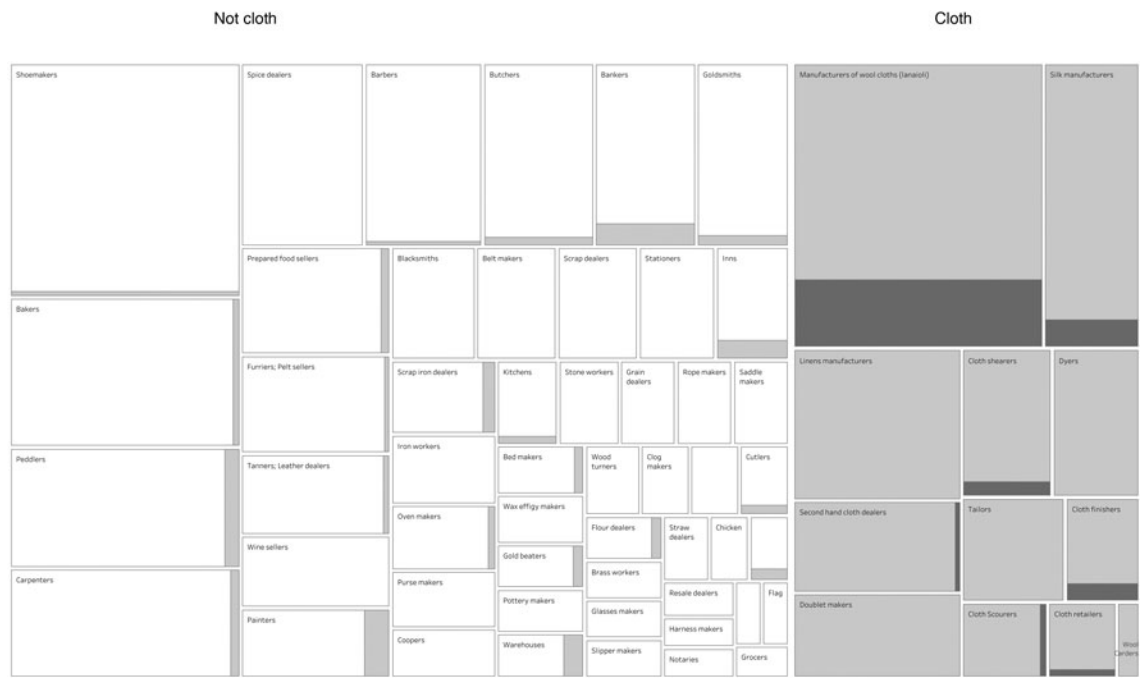 Not cloth
Cloth
Shoemakers
Spice dealers
Barbers
Butchers
Bankers
Goldsmiths
Manufacturers of wool cloths (lanaioli)
Silk manufacturers
Prepared food sellers
Blacksmiths
Belt makers
Scrap dealers
Stationers
Inns
Bakers
Furriers; Pelt sellers
Scrap iron dealers
Kitchens
Stone workers
Grain
dealers
Rope makers
Saddle
makers
Linens manufacturers
Cloth shearers
Dyers
Iron workers
Peddlers
Tanners; Leather dealers
Bed makers
Wood
turners
Clog
makers
Cutlers
Wax effigy makers
Oven makers
Second hand cloth dealers
Tailors
Cloth finishers
Flour dealers
Straw
dealers
Chicken
Wine sellers
Gold beaters
Carpenters
Purse makers
Brass workers
Pottery makers
Resale dealers
Flag
Doublet makers
Cloth Scourers
Cloth retailers
Painters
Glasses makers
Harness makers
Coopers
Warehouses
Slipper makers
Notaries
Grocers
Wool
Carders